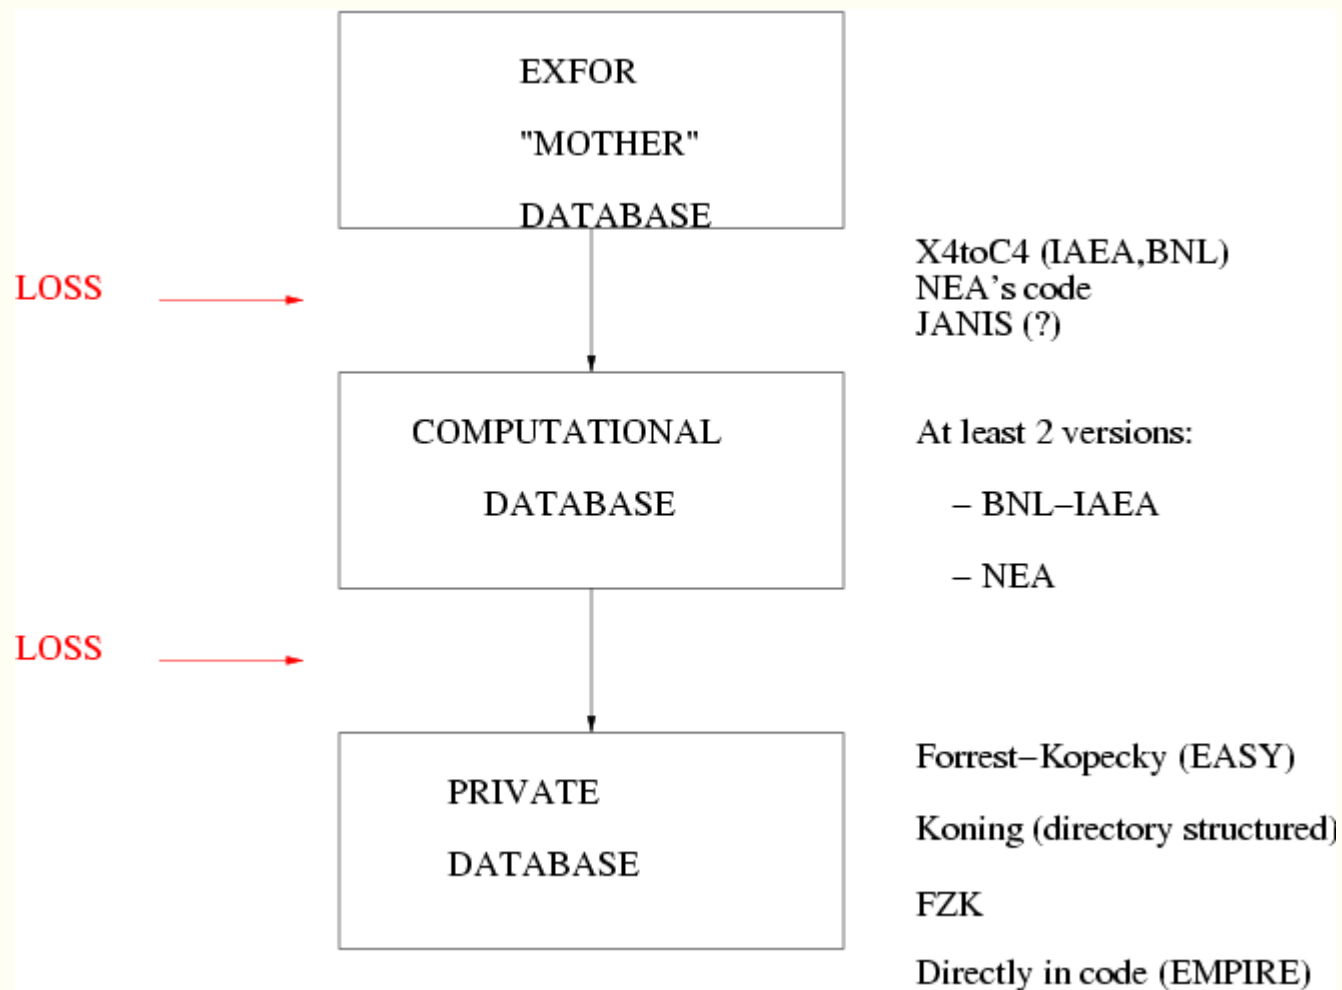 EXFOR
"MOTHER"
DATABASE
LOSS
X4toC4 (IAEA,BNL)
NEA's code
JANIS (?)
COMPUTATIONAL
DATABASE
At least 2 versions:
– BNL–IAEA
– NEA
LOSS
PRIVATE
DATABASE
Forrest–Kopecky (EASY)
Koning (directory structured)
FZK
Directly in code (EMPIRE)